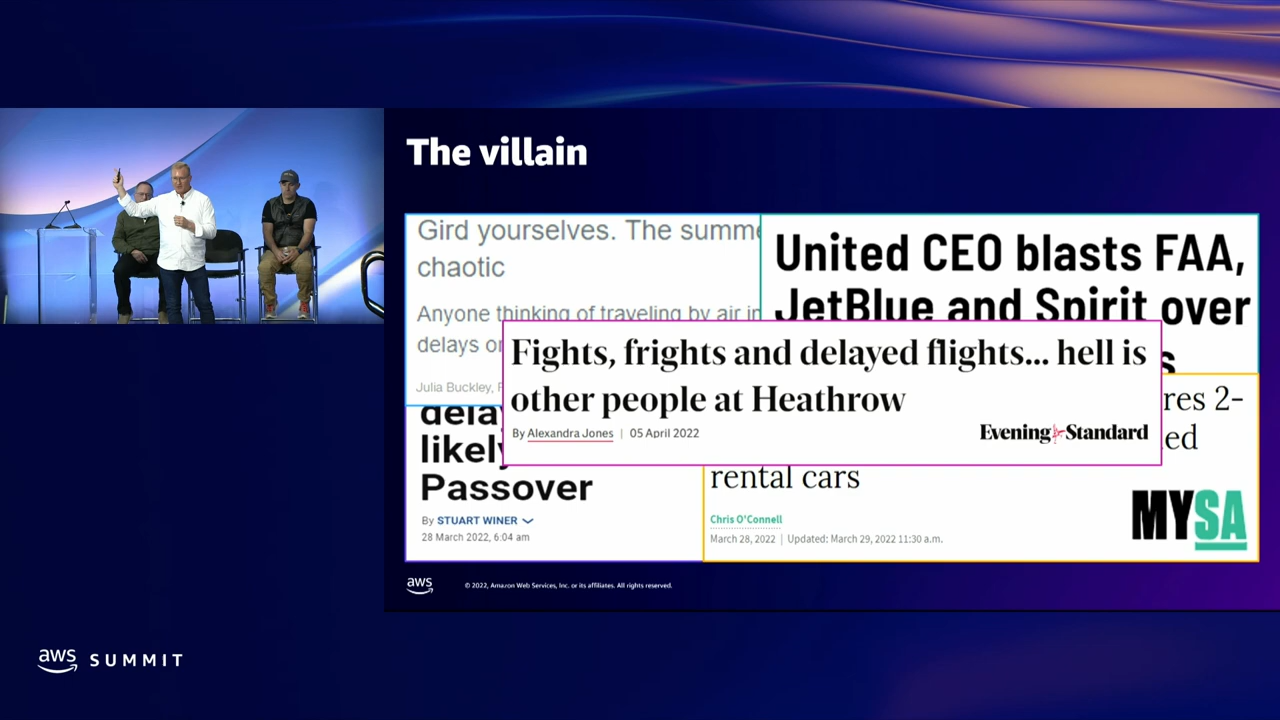 The villain
Gird yourselves. The summe
chaotic
Anyone thinking of traveling by air in
delays or
Julia Buckley,
United CEO blasts FAA,
JetBlue and Spirit over
s
Fights, frights and delayed flights... hell is
other people at Heathrow
By Alexandra Jones | 05 April 2022
Evening Standard
dela
likely
Passover
By STUART WINER
28 March 2022, 6:04 am
res 2-
ed
rental cars
Chris O'Connell
March 28, 2022 | Updated: March 29, 2022 11:30 a.m.
MYSA
aws
© 2022, Amazon Web Services, Inc. or its affiliates. All rights reserved.
aws SUMMIT